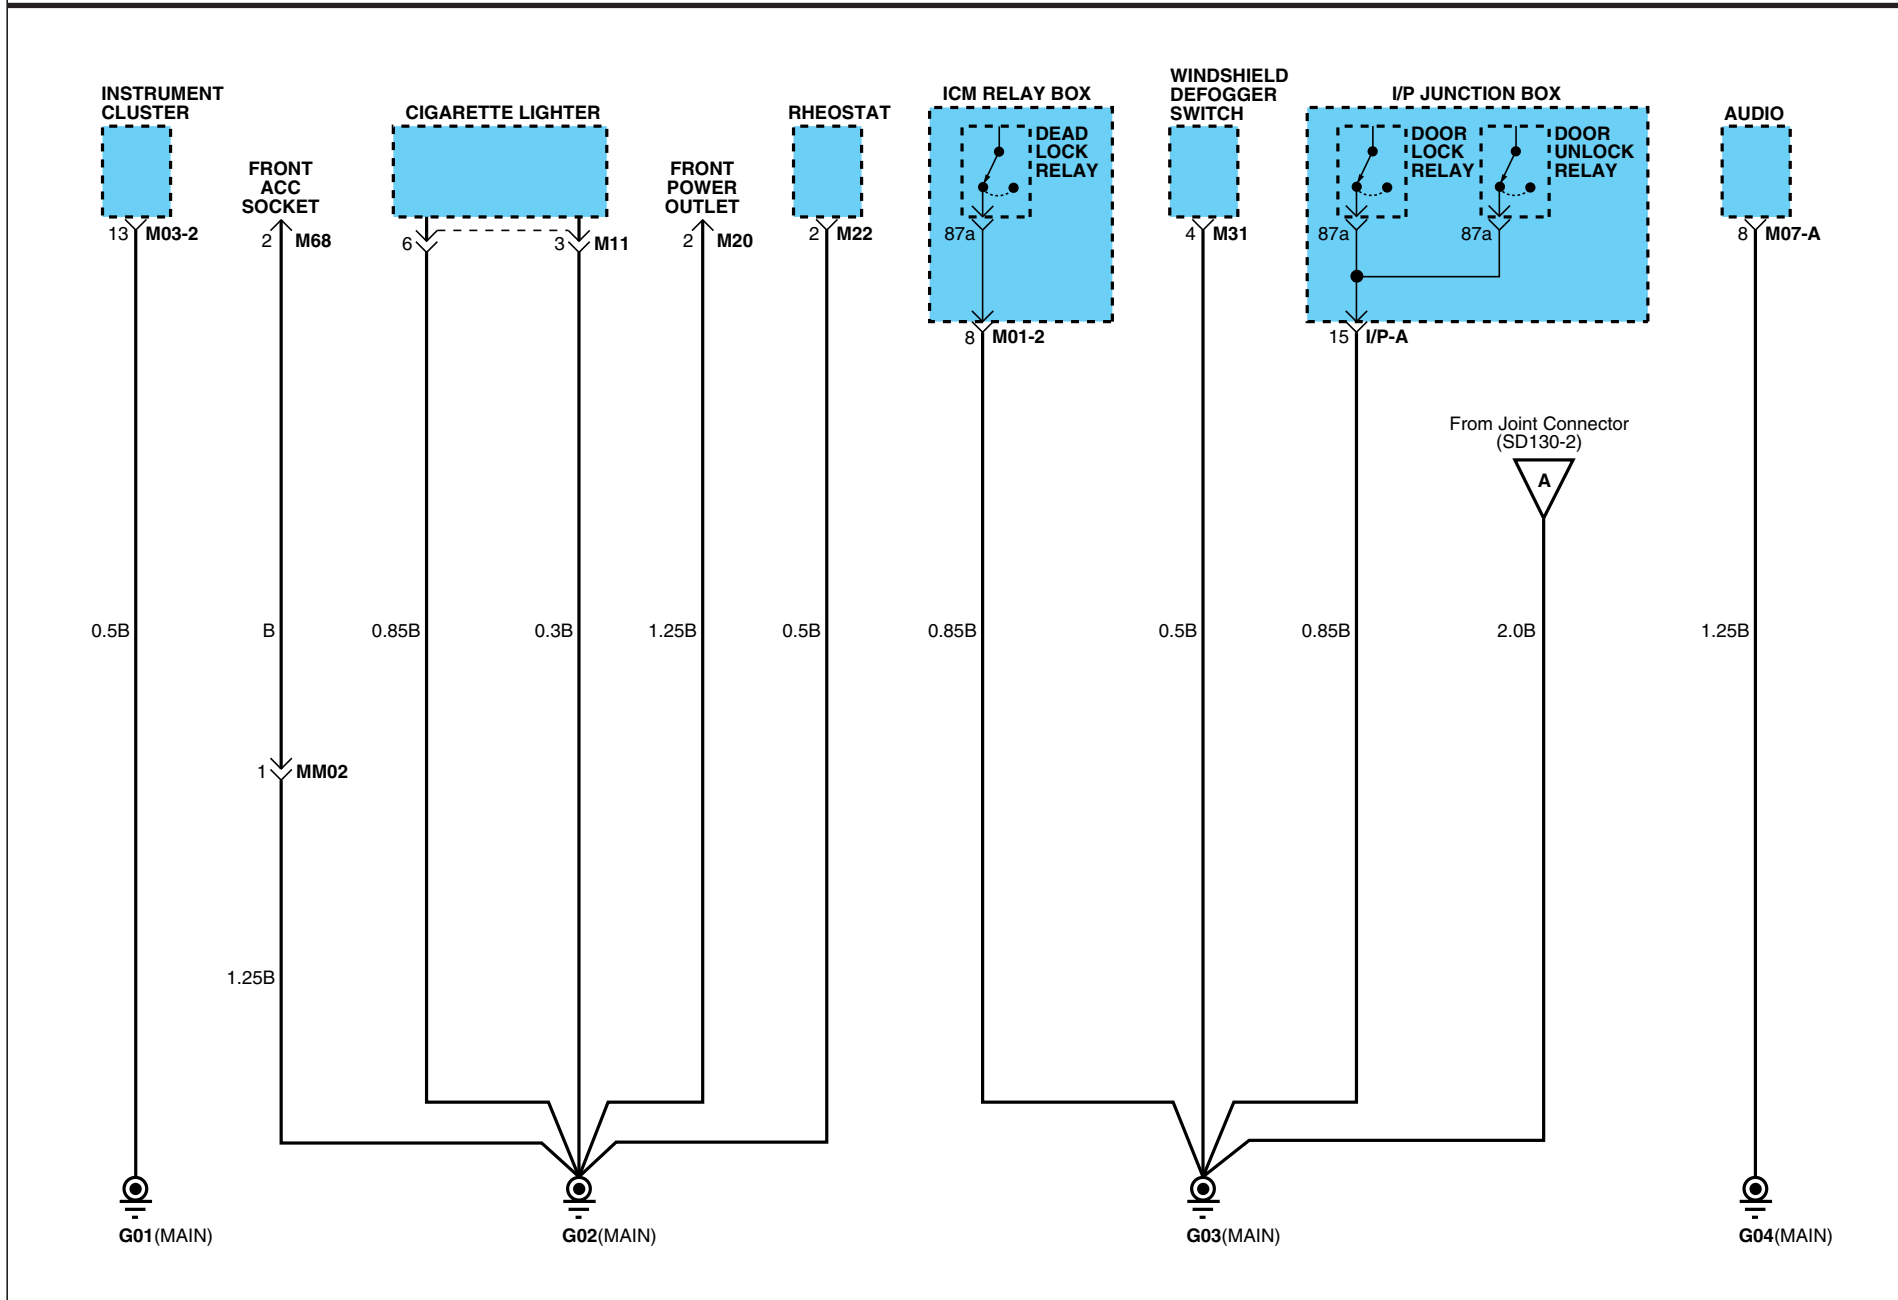 INSTRUMENT
CLUSTER
13 M03-2
FRONT
ACC
SOCKET
2 M68
CIGARETTE LIGHTER
6
3 M11
FRONT
POWER
OUTLET
2 M20
RHEOSTAT
2 M22
ICM RELAY BOX
DEAD
LOCK
RELAY
87a
8 M01-2
WINDSHIELD
DEFOGGER
SWITCH
4 M31
I/P JUNCTION BOX
DOOR
LOCK
RELAY
87a
DOOR
UNLOCK
RELAY
87a
15 I/P-A
AUDIO
8 M07-A
From Joint Connector
(SD130-2)
A
0.5B
B
0.85B
0.3B
1.25B
0.5B
0.85B
0.5B
0.85B
2.0B
1.25B
1 MM02
1.25B
G01(MAIN)
G02(MAIN)
G03(MAIN)
G04(MAIN)